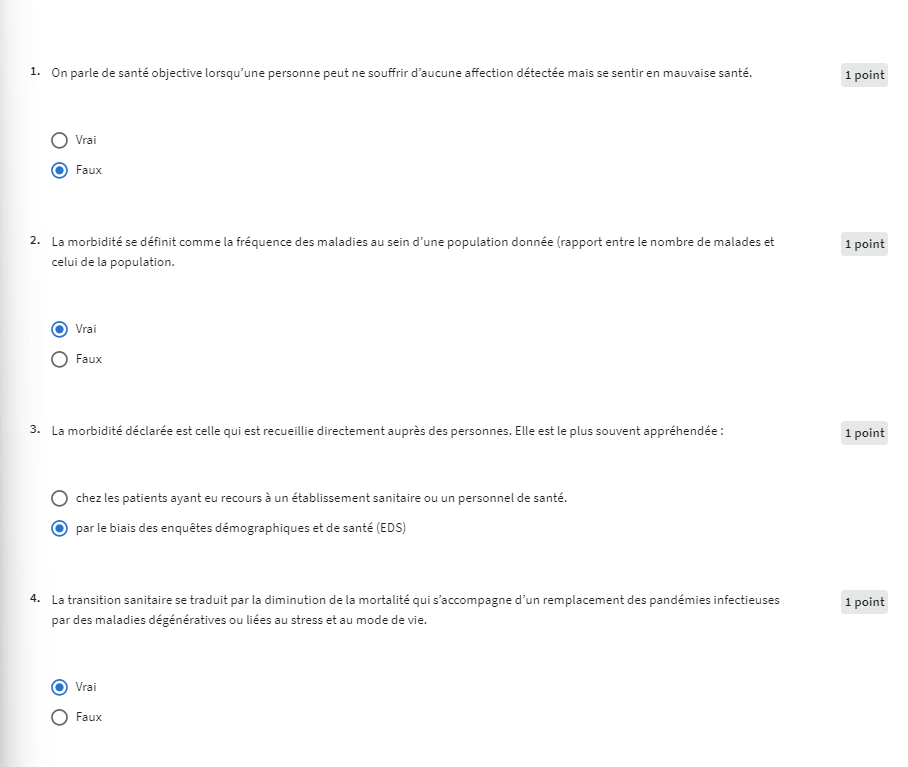 1. On parle de santé objective lorsqu'une personne peut ne souffrir d'aucune affection détectée mais se sentir en mauvaise santé.
1 point
Vrai
Faux
2. La morbidité se définit comme la fréquence des maladies au sein d'une population donnée (rapport entre le nombre de malades et
celui de la population.
1 point
Vrai
Faux
3. La morbidité déclarée est celle qui est recueillie directement auprès des personnes. Elle est le plus souvent appréhendée :
1 point
chez les patients ayant eu recours à un établissement sanitaire ou un personnel de santé.
par le biais des enquêtes démographiques et de santé (EDS)
4. La transition sanitaire se traduit par la diminution de la mortalité qui s'accompagne d'un remplacement des pandémies infectieuses
par des maladies dégénératives ou liées au stress et au mode de vie.
1 point
Vrai
Faux